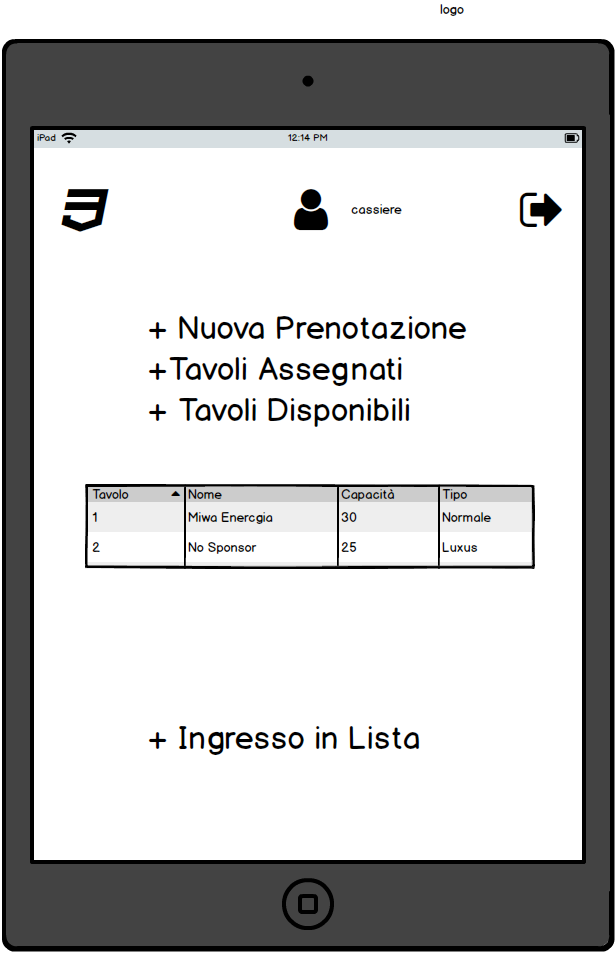 logo
iPad 12:14 PM
cassiere
+ Nuova Prenotazione
+Tavoli Assegnati
+ Tavoli Disponibili
Tavolo Nome Capacità Tipo
1 Miwa Enercgia 30 Normale
2 No Sponsor 25 Luxus
+ Ingresso in Lista